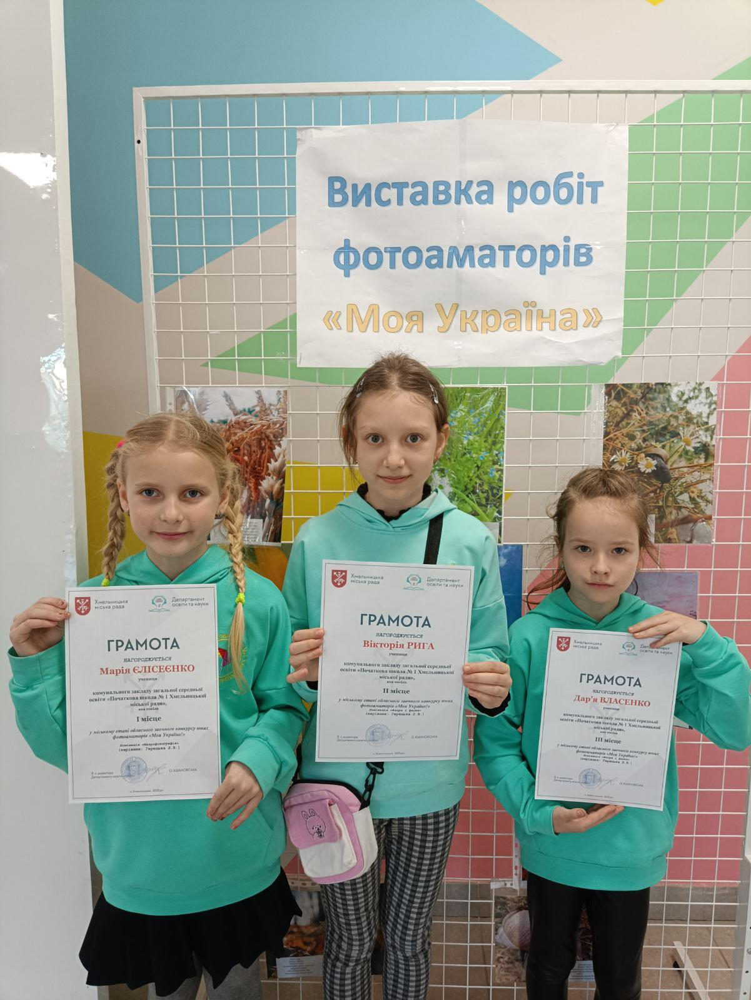 Виставка робіт
фотоаматорів
«Моя Україна»
Хмельницька
міська рада
Департамент
освіти та науки
ГРАМОТА
НАГОРОДЖУЄТЬСЯ
Марія ЄЛІСЕЄНКО
учениця
комунального закладу загальної середньої
освіти «Початкова школа № 1 Хмельницької
міської ради»,
яка посіла
І місце
у міському етапі обласного заочного конкурсу юних
фотоаматорів «Моя Україно!»
Номінація «Макрофотографія»
(керівник: Герецька Л.В.)
В.о. директора
Департаменту освіти та науки
О. КШАНОВСЬКА
м. Хмельницький
Хмельницька
міська рада
Департамент
освіти та науки
ГРАМОТА
НАГОРОДЖУЄТЬСЯ
Вікторія РИГА
учениця
комунального закладу загальної середньої
освіти «Початкова школа № 1 Хмельницької
міської ради»,
яка посіла
ІІ місце
у міському етапі обласного заочного конкурсу юних
фотоаматорів «Моя Україно!»
Номінація «Флора і фауна»
(керівник: Герецька Л.В.)
В.о. директора
Департаменту освіти та науки
О. КШАНОВСЬКА
м. Хмельницький
Хмельницька
міська рада
Департамент
освіти та науки
ГРАМОТА
НАГОРОДЖУЄТЬСЯ
Дар'я ВЛАСЕНКО
учениця
комунального закладу загальної середньої
освіти «Початкова школа № 1 Хмельницької
міської ради»,
яка посіла
ІІІ місце
у міському етапі обласного заочного конкурсу юних
фотоаматорів «Моя Україно!»
Номінація «Флора і фауна»
(керівник: Герецька Л.В.)
В.о. директора
Департаменту освіти та науки
О. КШАНОВСЬКА
м. Хмельницький